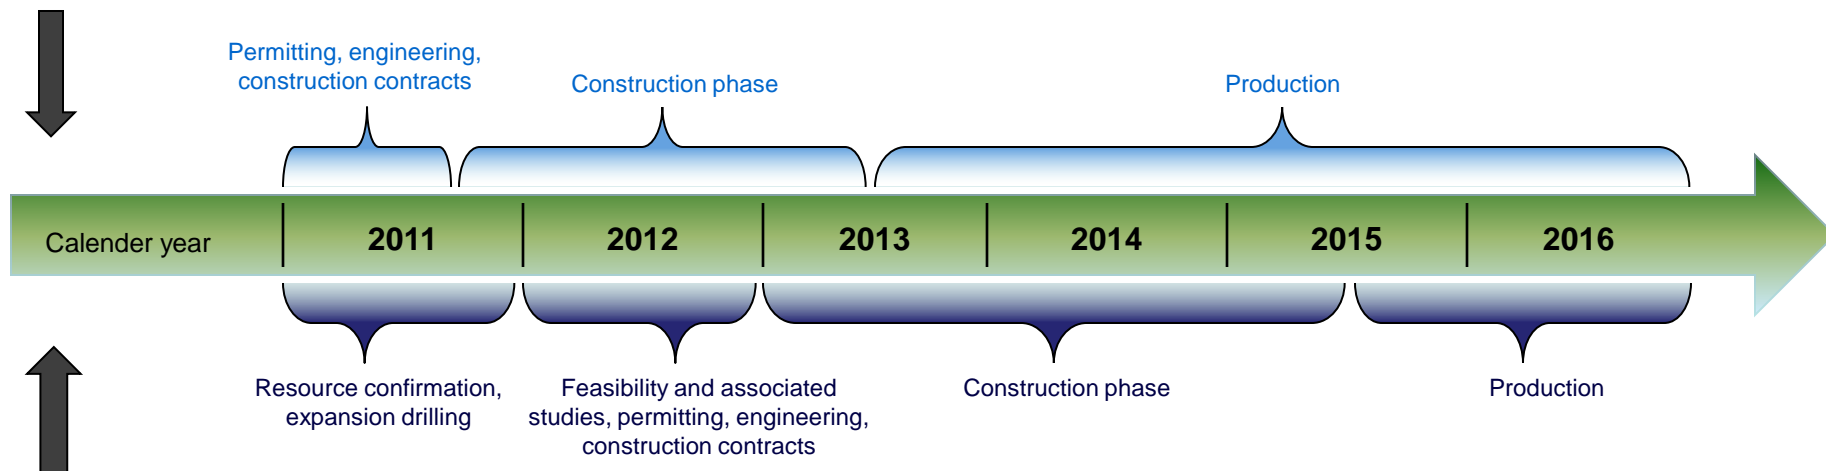 Permitting, engineering,
construction contracts
Construction phase
Production
Calender year
2011
2012
2013
2014
2015
2016
Resource confirmation,
expansion drilling
Feasibility and associated
studies, permitting, engineering,
construction contracts
Construction phase
Production